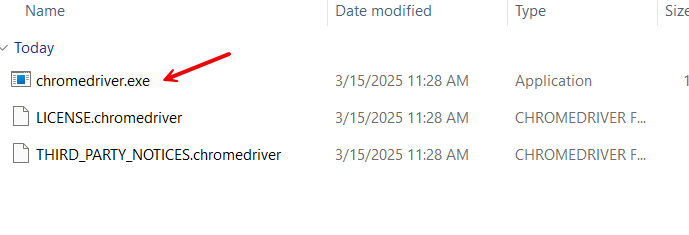 Name Date modified Type Size
Today
chromedriver.exe 3/15/2025 11:28 AM Application 1
LICENSE.chromedriver 3/15/2025 11:28 AM CHROMEDRIVER F...
THIRD_PARTY_NOTICES.chromedriver 3/15/2025 11:28 AM CHROMEDRIVER F...